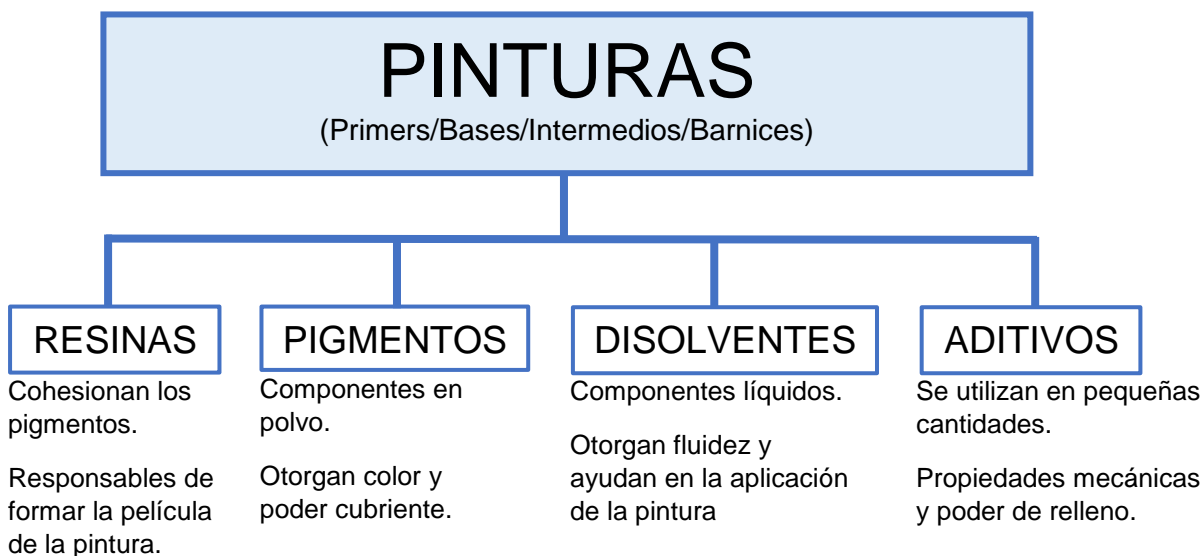 PINTURAS
(Primers/Bases/Intermedios/Barnices)
RESINAS
Cohesionan los
pigmentos.
Responsables de
formar la película
de la pintura.
PIGMENTOS
Componentes en
polvo.
Otorgan color y
poder cubriente.
DISOLVENTES
Componentes líquidos.
Otorgan fluidez y
ayudan en la aplicación
de la pintura
ADITIVOS
Se utilizan en pequeñas
cantidades.
Propiedades mecánicas
y poder de relleno.